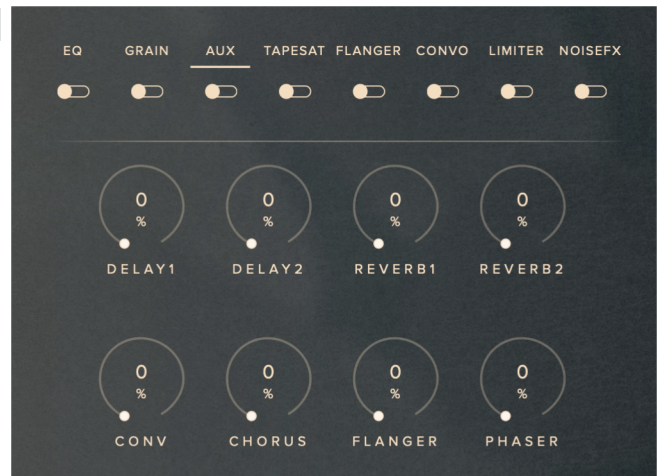 EQ GRAIN AUX TAPESAT FLANGER CONVO LIMITER NOISEFX
0 0 0 0
% % % %
DELAY1 DELAY2 REVERB1 REVERB2
0 0 0 0
% % % %
CONV CHORUS FLANGER PHASER